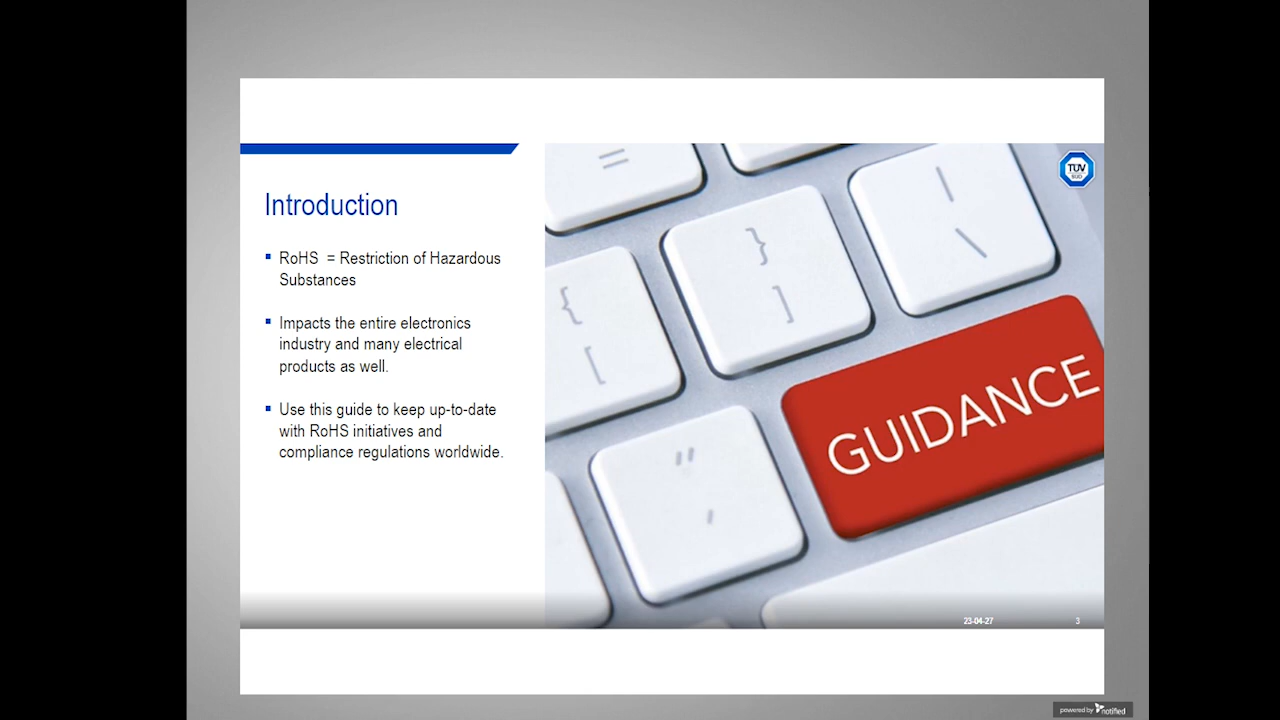 TÜV
SÜD
Introduction
RoHS = Restriction of Hazardous
Substances
Impacts the entire electronics
industry and many electrical
products as well.
Use this guide to keep up-to-date
with RoHS initiatives and
compliance regulations worldwide.
=
}
]
|
\
{
[
"
,
GUIDANCE
23-04-27
3
powered by notified